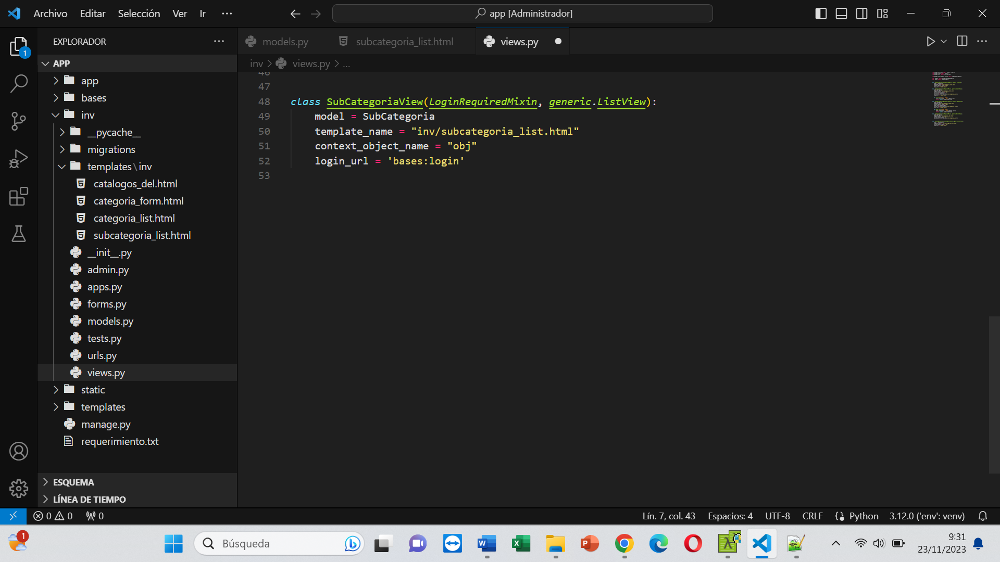 Archivo Editar Selección Ver Ir ...
app [Administrador]
EXPLORADOR ...
models.py subcategoria_list.html views.py
1
APP
inv > views.py > ...
app
bases
inv
__pycache__
migrations
templates\inv
catalogos_del.html
categoria_form.html
categoria_list.html
subcategoria_list.html
__init__.py
admin.py
apps.py
forms.py
models.py
tests.py
urls.py
views.py
static
templates
manage.py
requerimiento.txt
ESQUEMA
LÍNEA DE TIEMPO
46
47
48 class SubCategoriaView(LoginRequiredMixin, generic.ListView):
49 model = SubCategoria
50 template_name = "inv/subcategoria_list.html"
51 context_object_name = "obj"
52 login_url = 'bases:login'
53
0 0 0 Lín. 7, col. 43 Espacios: 4 UTF-8 CRLF Python 3.12.0 ('env': venv)
1 Búsqueda 9:31
23/11/2023